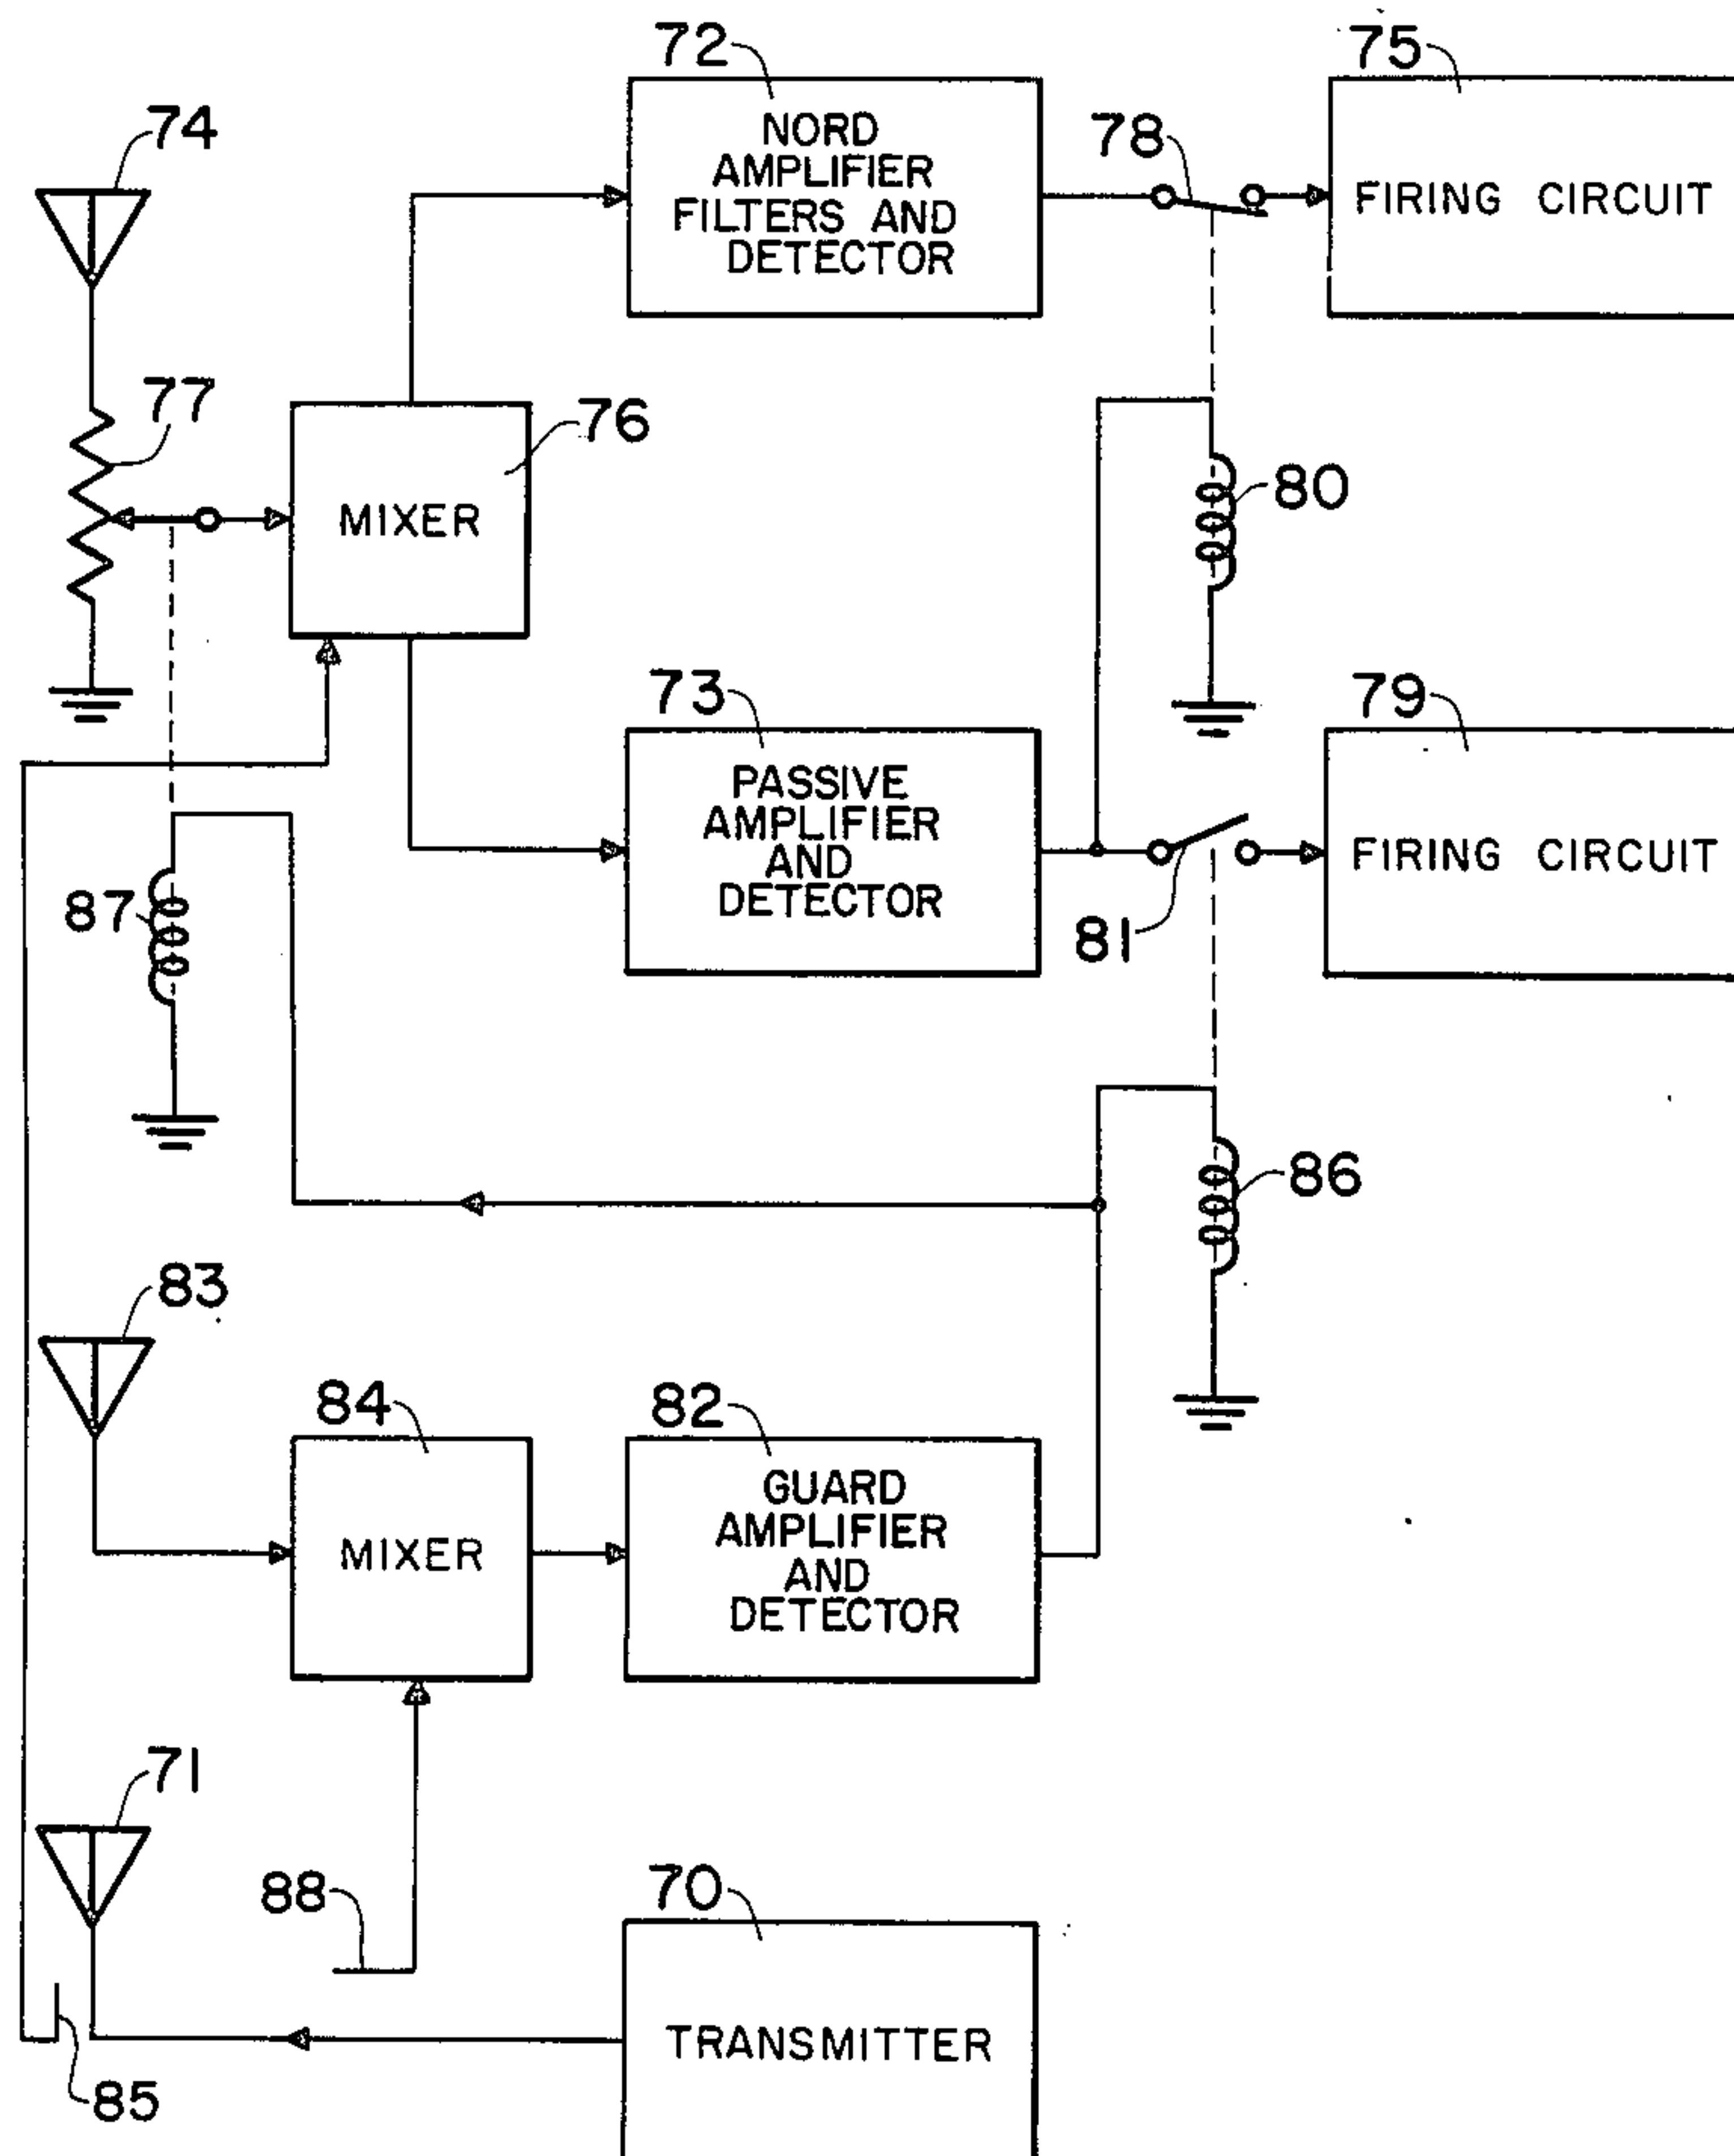 72
75
74
78
NORD
AMPLIFIER
FILTERS AND
DETECTOR
FIRING CIRCUIT
77
76
MIXER
80
73
79
PASSIVE
AMPLIFIER
AND
DETECTOR
FIRING CIRCUIT
87
81
86
83
84
82
GUARD
AMPLIFIER
AND
DETECTOR
MIXER
71
88
70
TRANSMITTER
85